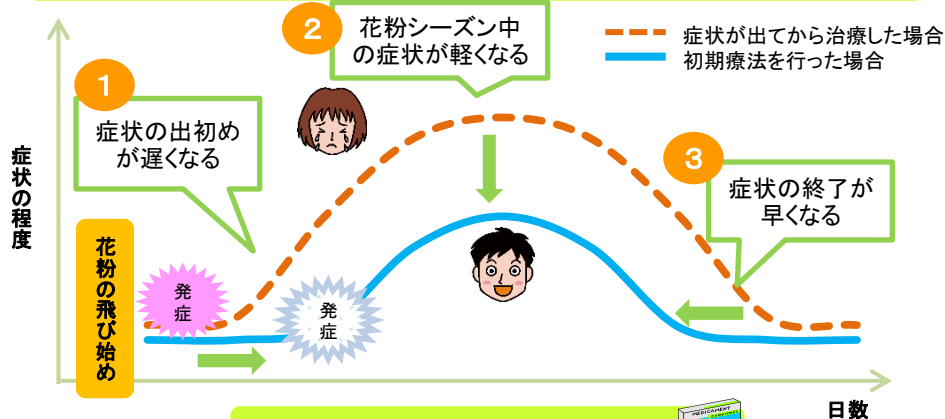 症状が出てから治療した場合
初期療法を行った場合
2
花粉シーズン中
の症状が軽くなる
1
症状の出初め
が遅くなる
3
症状の終了が
早くなる
症状の程度
花粉の飛び始め
発
症
発
症
日数
MEDICAMENT